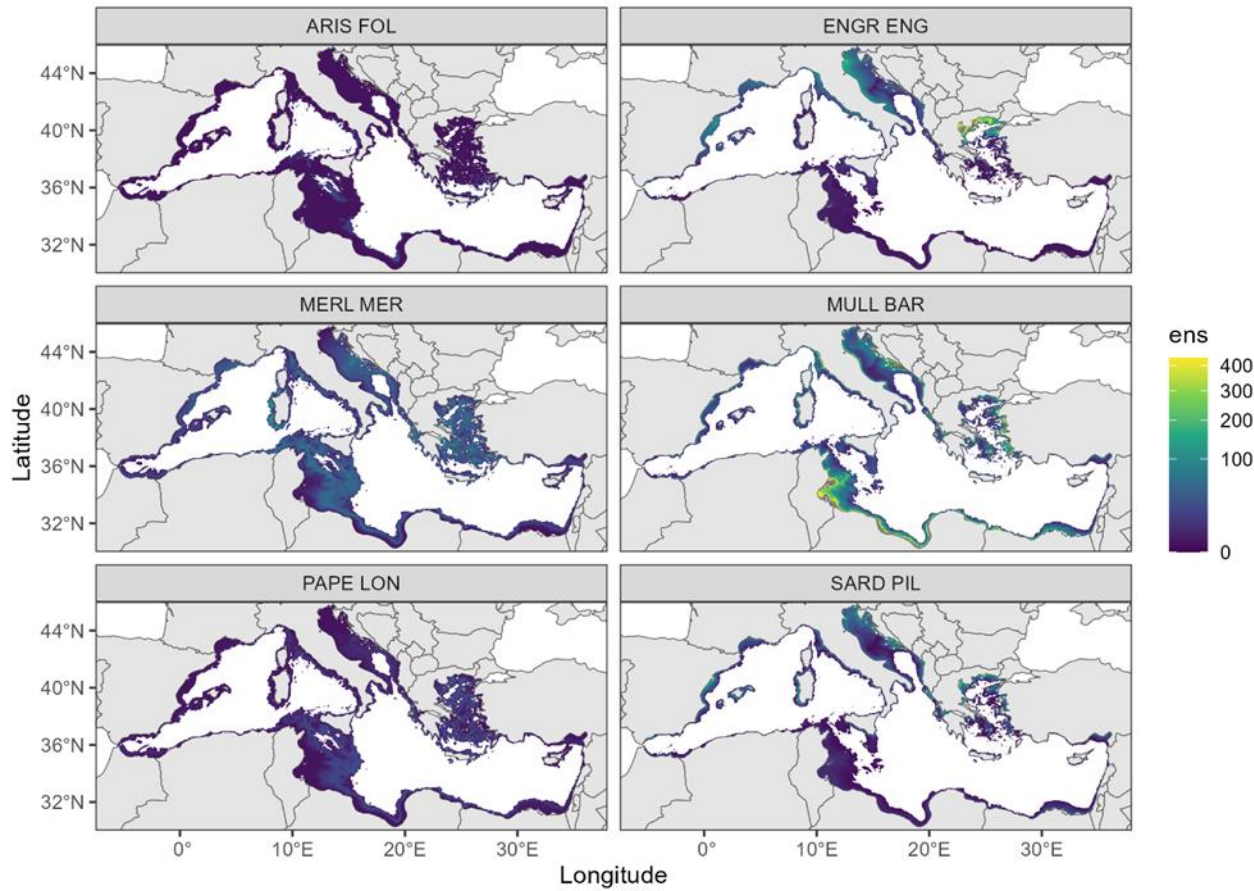 ARIS FOL
ENGR ENG
44°N
40°N
36°N
32°N
MERL MER
MULL BAR
44°N
40°N
36°N
32°N
PAPE LON
SARD PIL
44°N
40°N
36°N
32°N
0°
10°E
20°E
30°E
0°
10°E
20°E
30°E
Longitude
Latitude
ens
400
300
200
100
0